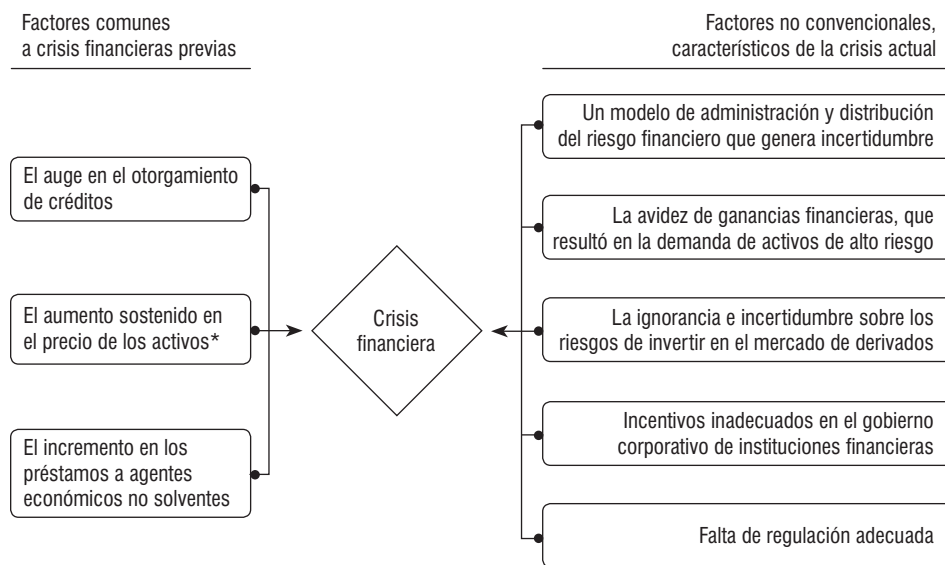 Factores comunes
a crisis financieras previas
El auge en el otorgamiento
de créditos
El aumento sostenido en
el precio de los activos*
El incremento en los
préstamos a agentes
económicos no solventes
Crisis
financiera
Factores no convencionales,
característicos de la crisis actual
Un modelo de administración y distribución
del riesgo financiero que genera incertidumbre
La avidez de ganancias financieras, que
resultó en la demanda de activos de alto riesgo
La ignorancia e incertidumbre sobre los
riesgos de invertir en el mercado de derivados
Incentivos inadecuados en el gobierno
corporativo de instituciones financieras
Falta de regulación adecuada